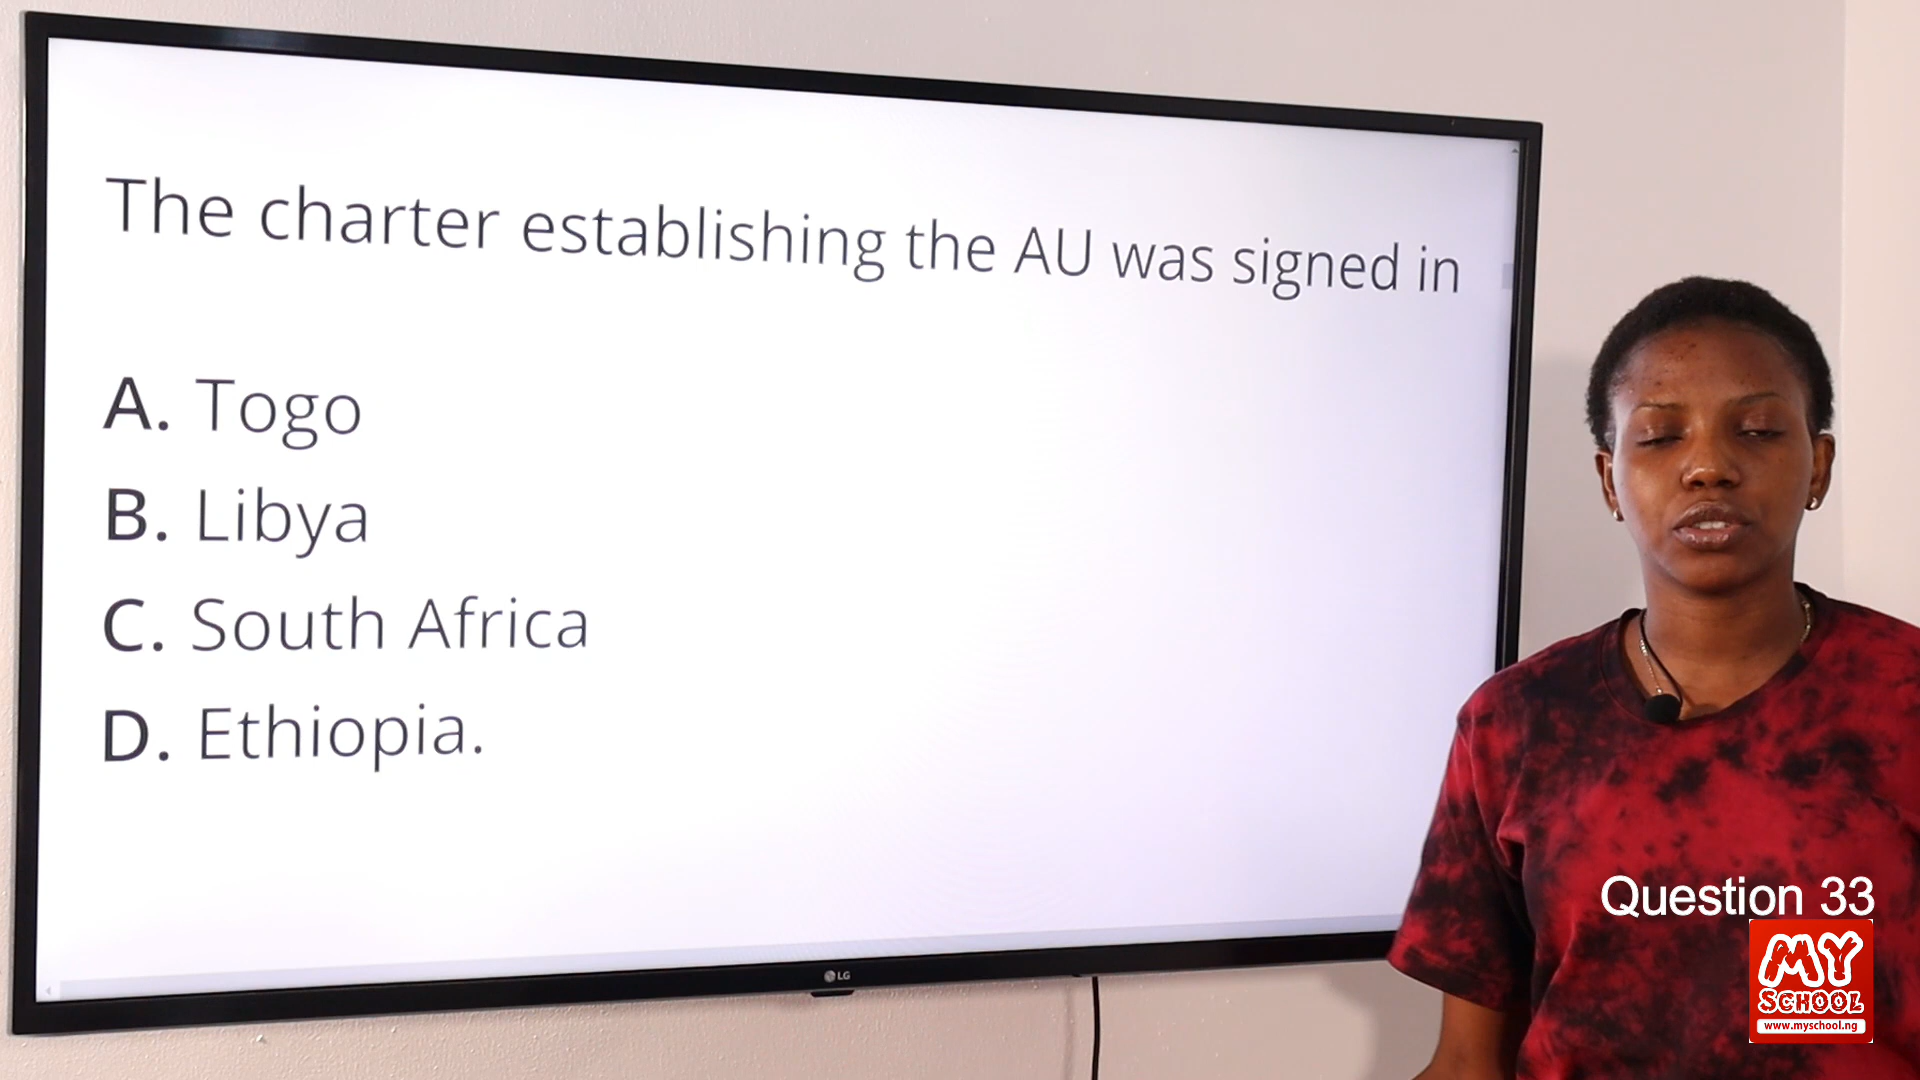 The charter establishing the AU was signed in
A. Togo
B. Libya
C. South Africa
D. Ethiopia.
LG
Question 33
MY
SCHOOL
www.myschool.ng